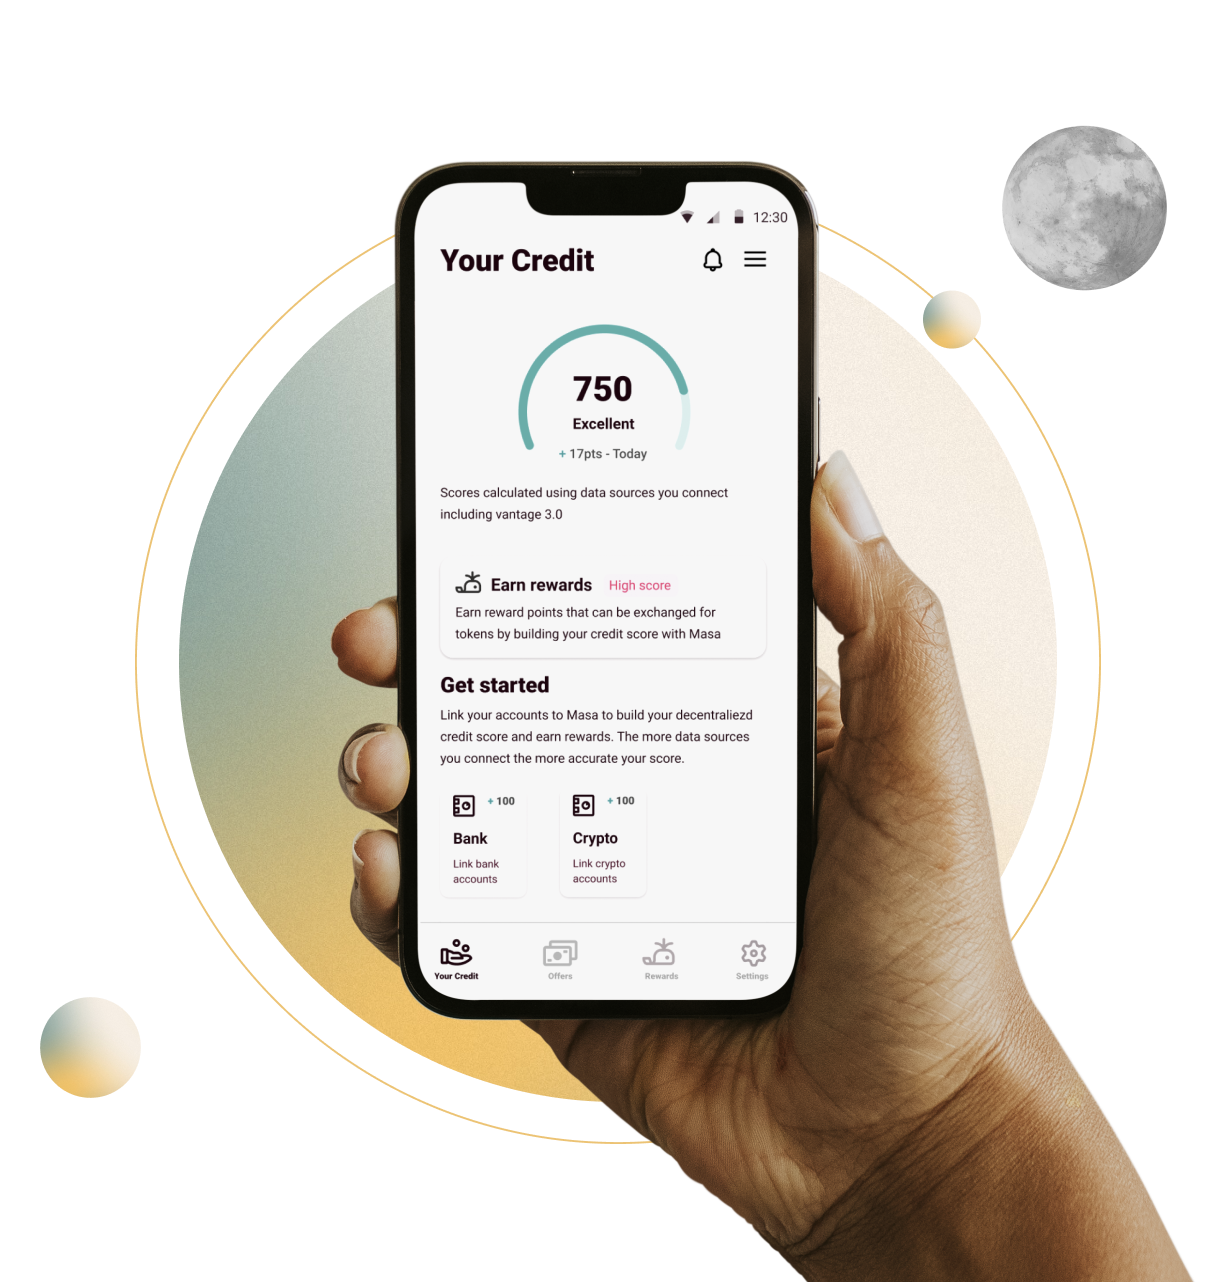 12:30
Your Credit
750
Excellent
+ 17pts - Today
Scores calculated using data sources you connect
including vantage 3.0
Earn rewards High score
Earn reward points that can be exchanged for
tokens by building your credit score with Masa
Get started
Link your accounts to Masa to build your decentraliezd
credit score and earn rewards. The more data sources
you connect the more accurate your score.
+ 100
Bank
Link bank
accounts
+ 100
Crypto
Link crypto
accounts
Your Credit Offers Rewards Settings